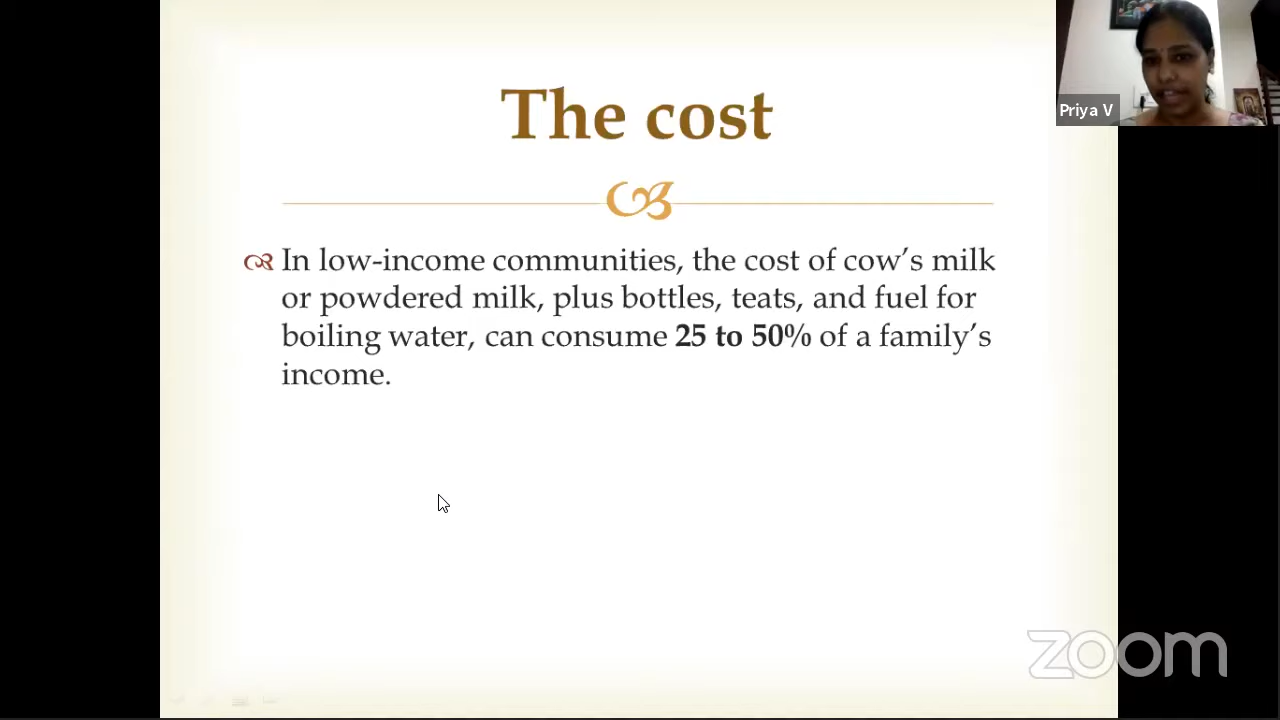 The cost
In low-income communities, the cost of cow’s milk
or powdered milk, plus bottles, teats, and fuel for
boiling water, can consume 25 to 50% of a family’s
income.
Priya V
zoom